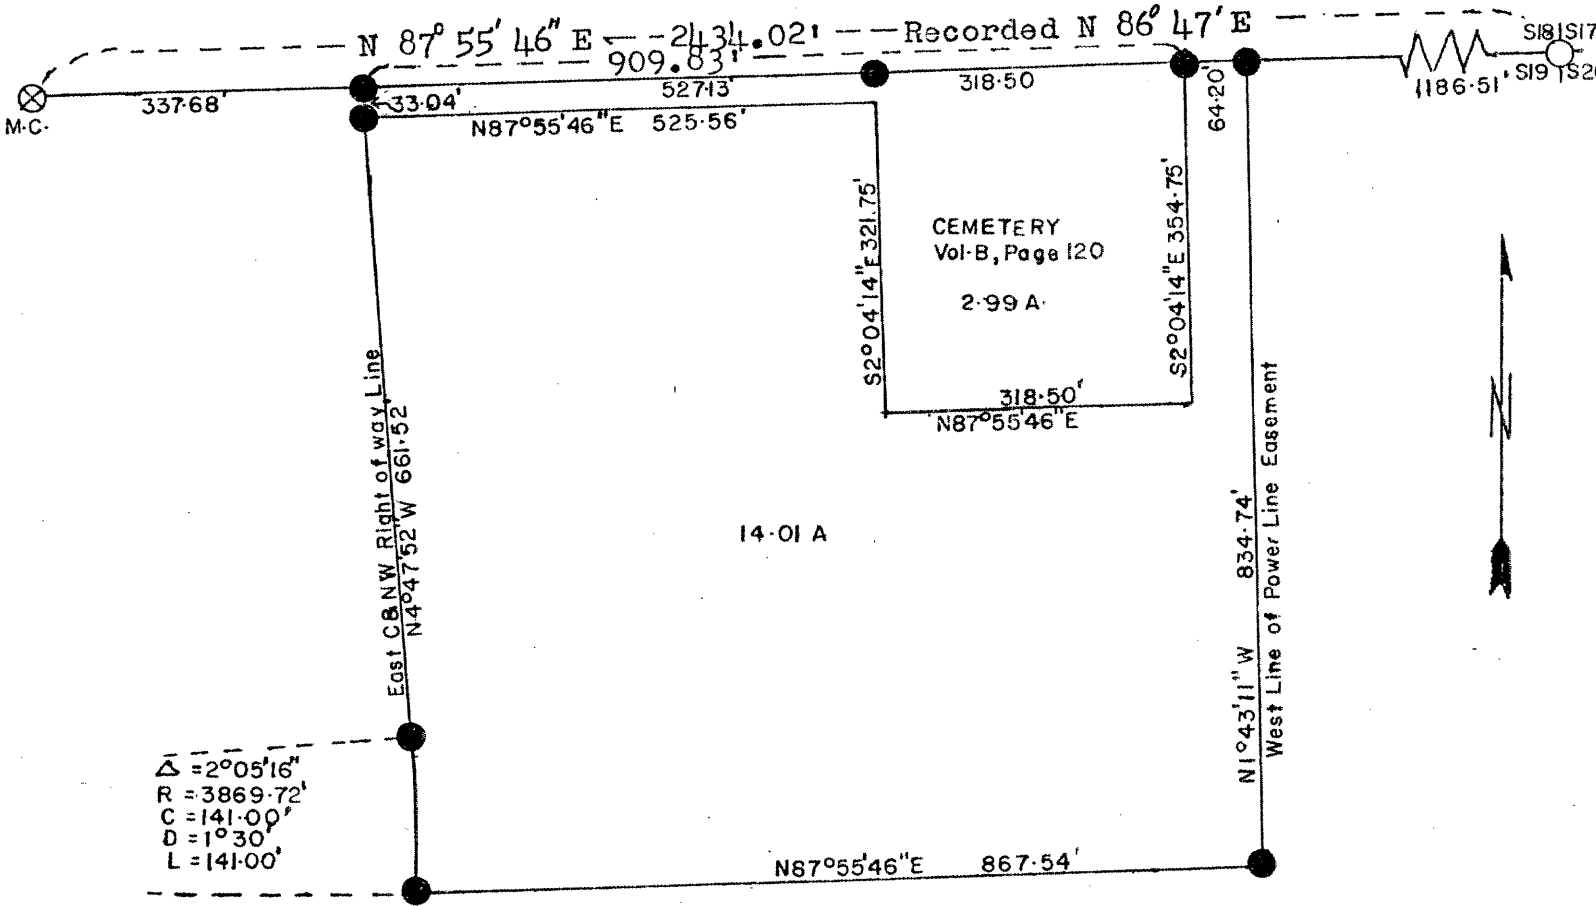 N 87° 55' 46" E - - 2434.02' - - Recorded N 86° 47' E
909.83'
S18 S17
S19 S20
M.C.
337.68'
33.04'
527.13'
318.50
64.20'
1186.51'
N87°55'46"E 525.56'
S2°04'14"E 321.75'
CEMETERY
Vol.B, Page 120
2.99 A.
S2°04'14"E 354.75'
318.50'
N87°55'46"E
East C&NW Right of way Line
N4°47'52"W 661.52'
14.01 A
N1°43'11"W 834.74'
West Line of Power Line Easement
N
Δ = 2°05'16"
R = 3869.72'
C = 141.00'
D = 1°30'
L = 141.00'
N87°55'46"E 867.54'